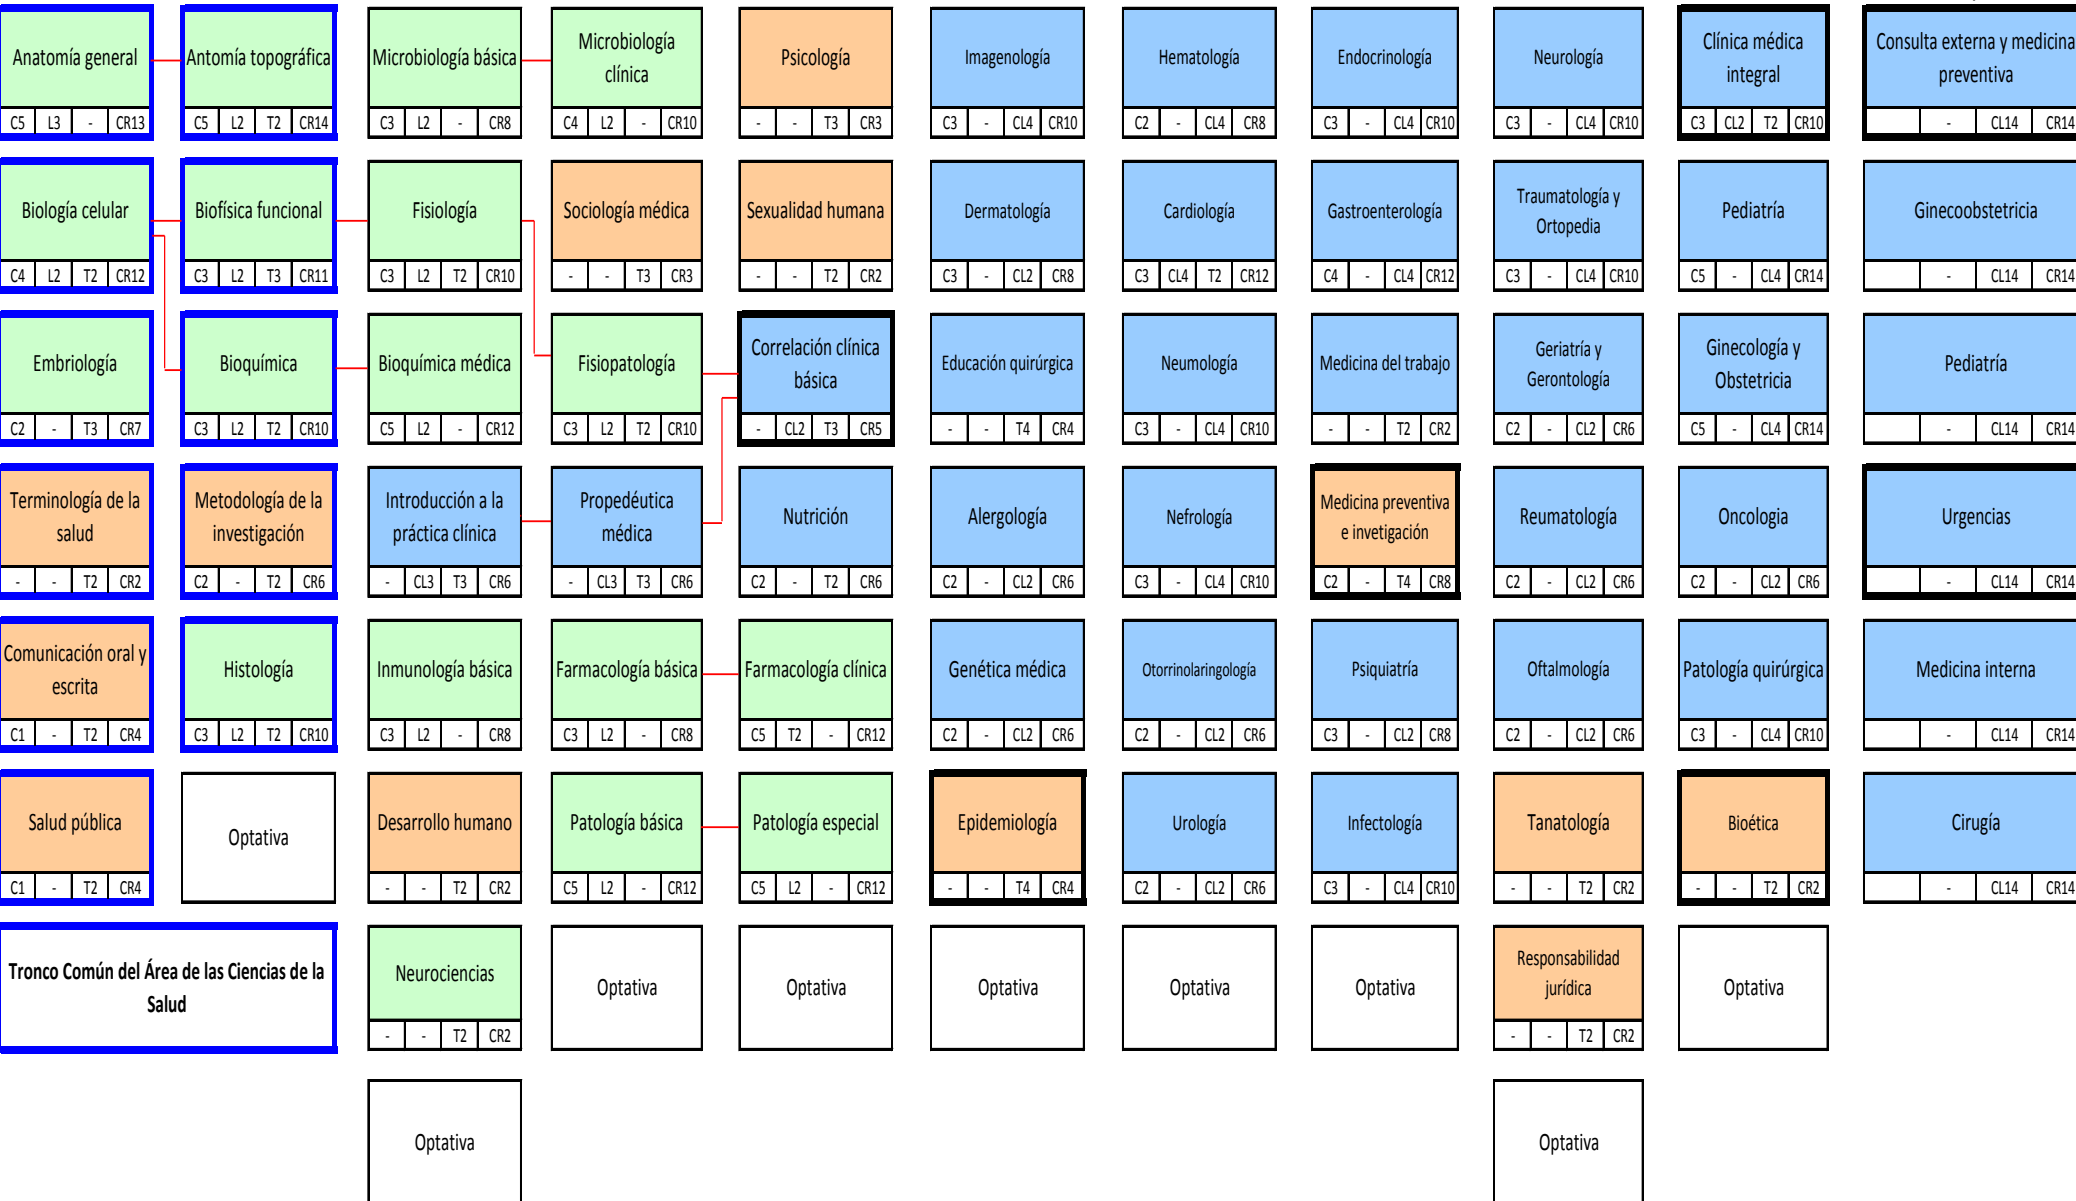 Anatomía general
C5 L3 - CR13
Antomía topográfica
C5 L2 T2 CR14
Microbiología básica
C3 L2 - CR8
Microbiología
clínica
C4 L2 - CR10
Psicología
- - T3 CR3
Imagenología
C3 - CL4 CR10
Hematología
C2 - CL4 CR8
Endocrinología
C3 - CL4 CR10
Neurología
C3 - CL4 CR10
Clínica médica
integral
C3 CL2 T2 CR10
Consulta externa y medicina
preventiva
- CL14 CR14
Biología celular
C4 L2 T2 CR12
Biofísica funcional
C3 L2 T3 CR11
Fisiología
C3 L2 T2 CR10
Sociología médica
- - T3 CR3
Sexualidad humana
- - T2 CR2
Dermatología
C3 - CL2 CR8
Cardiología
C3 CL4 T2 CR12
Gastroenterología
C4 - CL4 CR12
Traumatología y
Ortopedia
C3 - CL4 CR10
Pediatría
C5 - CL4 CR14
Ginecoobstetricia
- CL14 CR14
Embriología
C2 - T3 CR7
Bioquímica
C3 L2 T2 CR10
Bioquímica médica
C5 L2 - CR12
Fisiopatología
C3 L2 T2 CR10
Correlación clínica
básica
- CL2 T3 CR5
Educación quirúrgica
- - T4 CR4
Neumología
C3 - CL4 CR10
Medicina del trabajo
- - T2 CR2
Geriatría y
Gerontología
C2 - CL2 CR6
Ginecología y
Obstetricia
C5 - CL4 CR14
Pediatría
- CL14 CR14
Terminología de la
salud
- - T2 CR2
Metodología de la
investigación
C2 - T2 CR6
Introducción a la
práctica clínica
- CL3 T3 CR6
Propedéutica
médica
- CL3 T3 CR6
Nutrición
C2 - T2 CR6
Alergología
C2 - CL2 CR6
Nefrología
C3 - CL4 CR10
Medicina preventiva
e invetigación
C2 - T4 CR8
Reumatología
C2 - CL2 CR6
Oncologia
C2 - CL2 CR6
Urgencias
- CL14 CR14
Comunicación oral y
escrita
C1 - T2 CR4
Histología
C3 L2 T2 CR10
Inmunología básica
C3 L2 - CR8
Farmacología básica
C3 L2 - CR8
Farmacología clínica
C5 T2 - CR12
Genética médica
C2 - CL2 CR6
Otorrinolaringología
C2 - CL2 CR6
Psiquiatría
C3 - CL2 CR8
Oftalmología
C2 - CL2 CR6
Patología quirúrgica
C3 - CL4 CR10
Medicina interna
- CL14 CR14
Salud pública
C1 - T2 CR4
Optativa
Desarrollo humano
- - T2 CR2
Patología básica
C5 L2 - CR12
Patología especial
C5 L2 - CR12
Epidemiología
- - T4 CR4
Urología
C2 - CL2 CR6
Infectología
C3 - CL4 CR10
Tanatología
- - T2 CR2
Bioética
- - T2 CR2
Cirugía
- CL14 CR14
Tronco Común del Área de las Ciencias de la
Salud
Neurociencias
- - T2 CR2
Optativa
Optativa
Optativa
Optativa
Optativa
Responsabilidad
jurídica
- - T2 CR2
Optativa
Optativa
Optativa